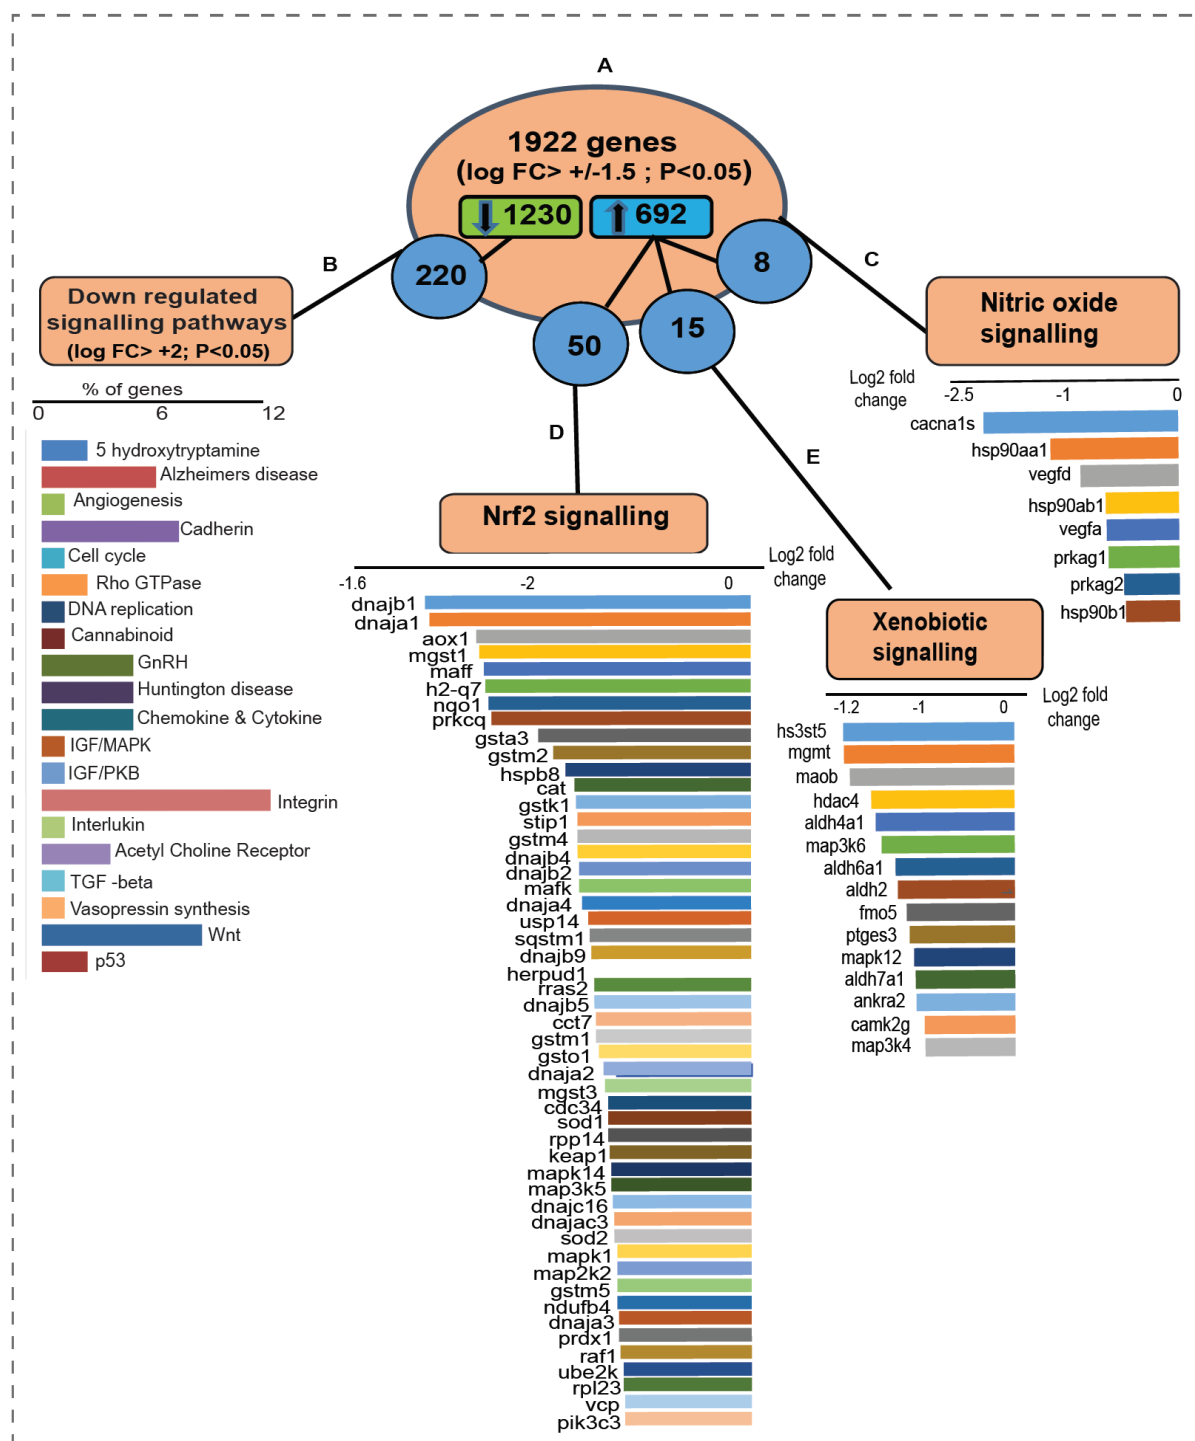 A
1922 genes
(log FC> +/-1.5 ; P<0.05)
1230
692
220
50
15
8
B
C
D
E
Down regulated
signalling pathways
(log FC> +2; P<0.05)
% of genes
0 6 12
5 hydroxytryptamine
Alzheimers disease
Angiogenesis
Cadherin
Cell cycle
Rho GTPase
DNA replication
Cannabinoid
GnRH
Huntington disease
Chemokine & Cytokine
IGF/MAPK
IGF/PKB
Integrin
Interlukin
Acetyl Choline Receptor
TGF -beta
Vasopressin synthesis
Wnt
p53
Nrf2 signalling
Log2 fold
change
-1.6 -2 0
dnajb1
dnaja1
aox1
mgst1
maff
h2-q7
nqo1
prkcq
gsta3
gstm2
hspb8
cat
gstk1
stip1
gstm4
dnajb4
dnajb2
mafk
dnaja4
usp14
sqstm1
dnajb9
herpud1
rras2
dnajb5
cct7
gstm1
gsto1
dnaja2
mgst3
cdc34
sod1
rpp14
keap1
mapk14
map3k5
dnajc16
dnajac3
sod2
mapk1
map2k2
gstm5
ndufb4
dnaja3
prdx1
raf1
ube2k
rpl23
vcp
pik3c3
Nitric oxide
signalling
Log2 fold
change
-2.5 -1 0
cacna1s
hsp90aa1
vegfd
hsp90ab1
vegfa
prkag1
prkag2
hsp90b1
Xenobiotic
signalling
Log2 fold
change
-1.2 -1 0
hs3st5
mgmt
maob
hdac4
aldh4a1
map3k6
aldh6a1
aldh2
fmo5
ptges3
mapk12
aldh7a1
ankra2
camk2g
map3k4